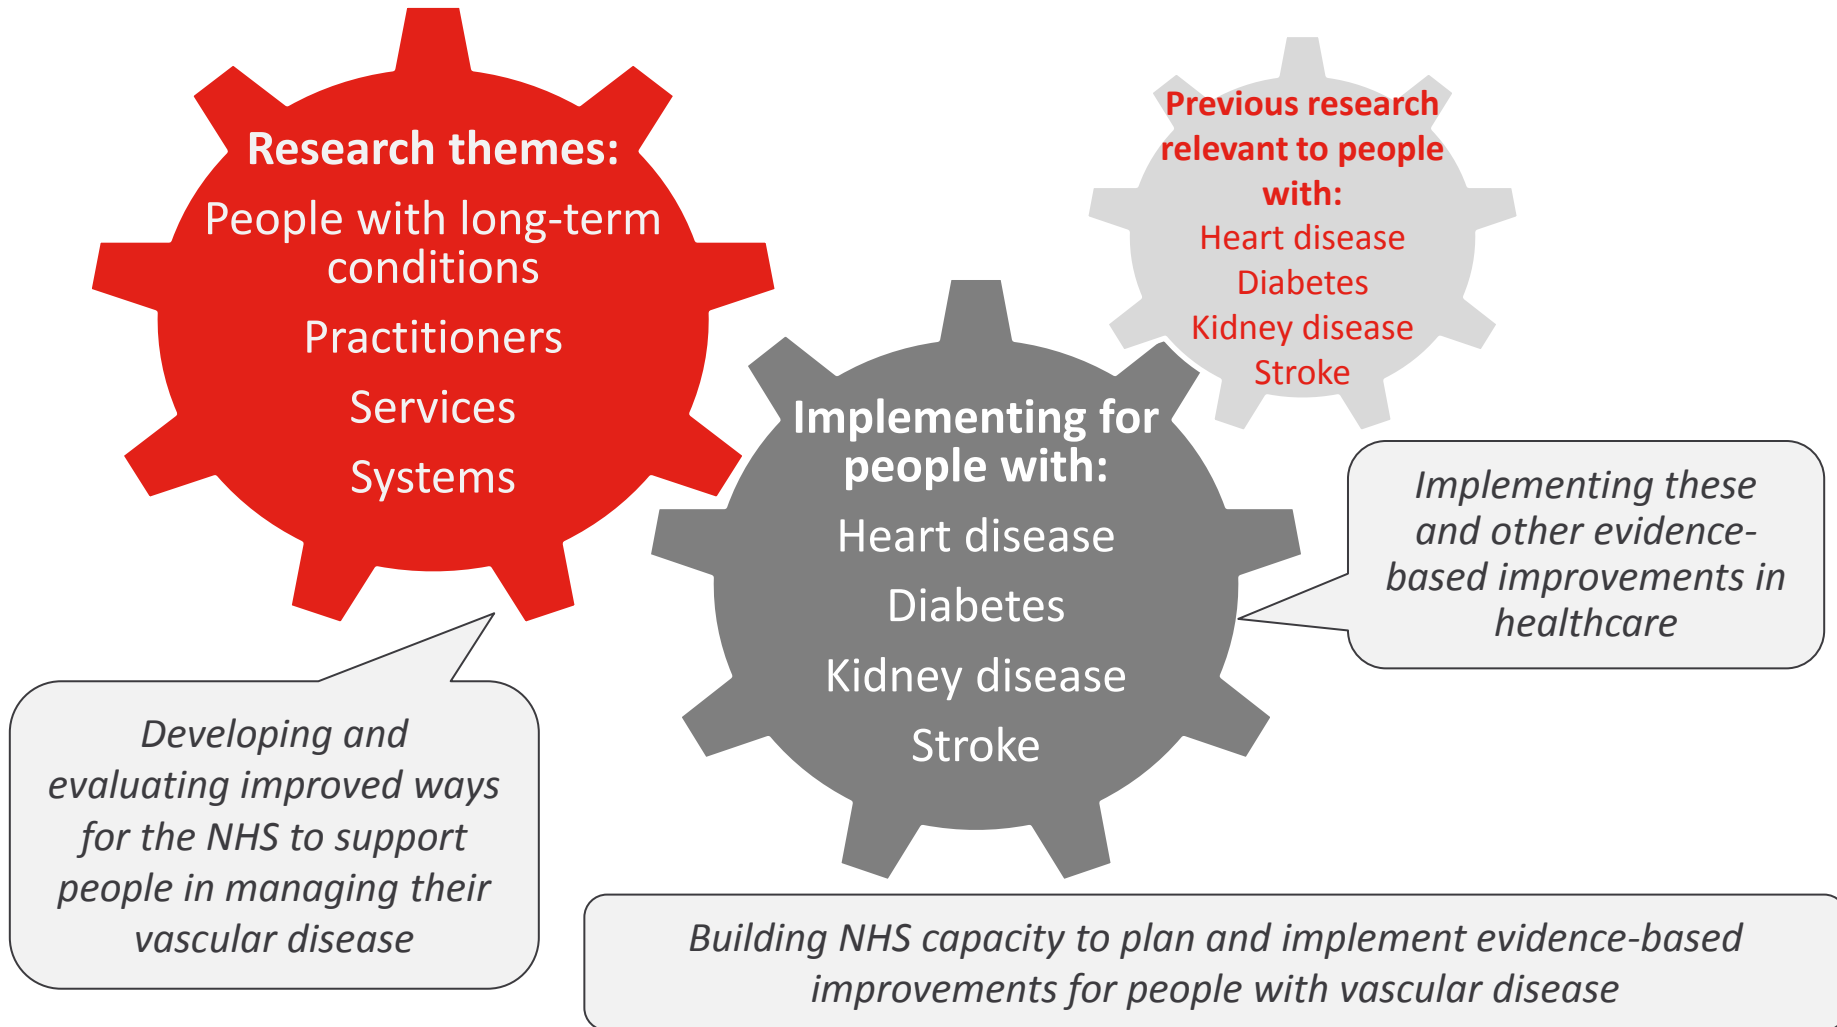 Research themes:
People with long-term
conditions
Practitioners
Services
Systems
Previous research
relevant to people
with:
Heart disease
Diabetes
Kidney disease
Stroke
Implementing for
people with:
Heart disease
Diabetes
Kidney disease
Stroke
Implementing these
and other evidence-
based improvements in
healthcare
Developing and
evaluating improved ways
for the NHS to support
people in managing their
vascular disease
Building NHS capacity to plan and implement evidence-based
improvements for people with vascular disease